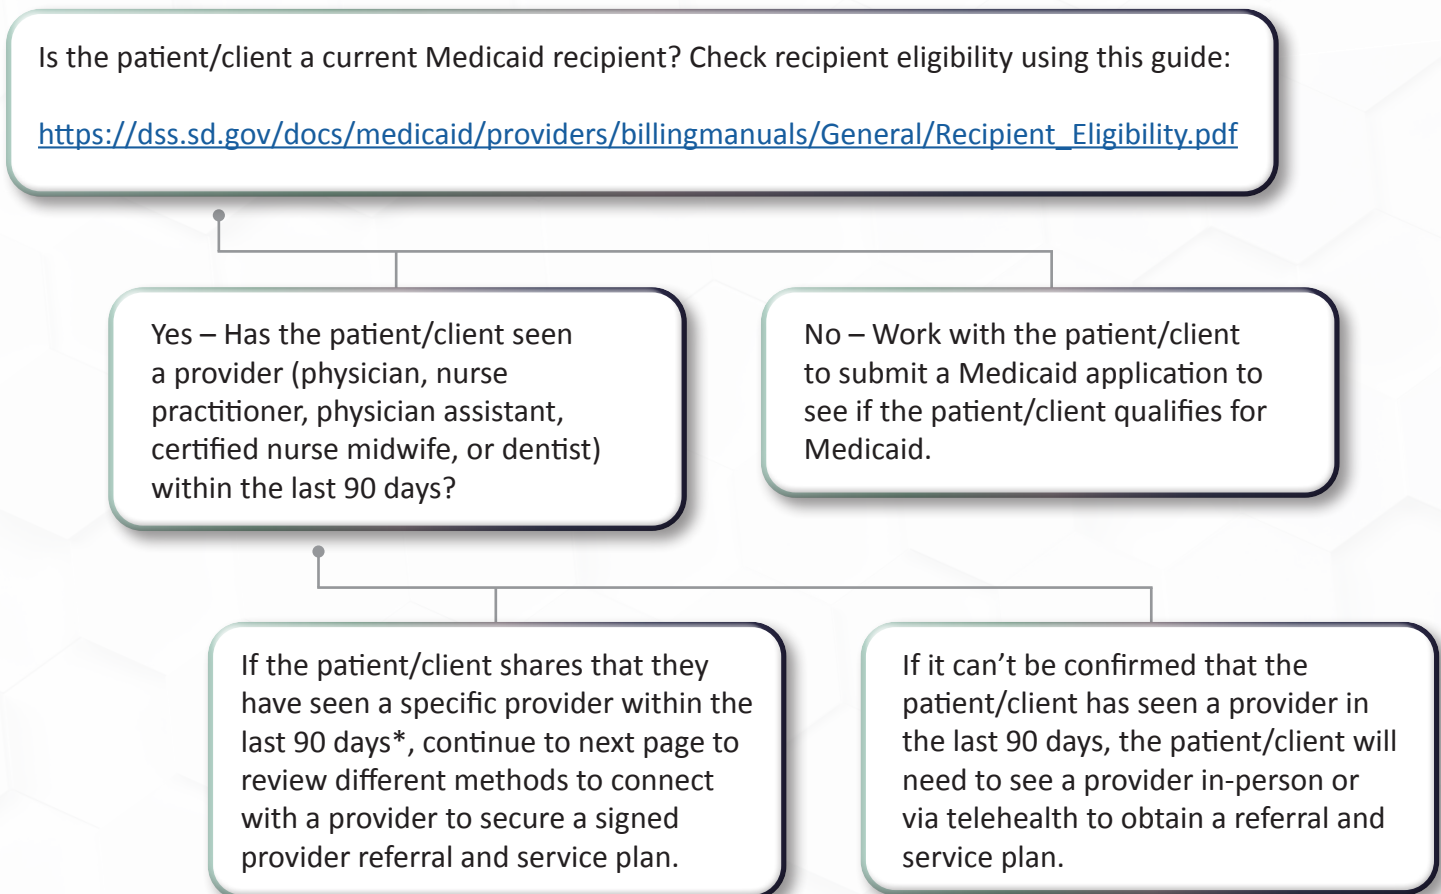 Is the patient/client a current Medicaid recipient? Check recipient eligibility using this guide:
https://dss.sd.gov/docs/medicaid/providers/billingmanuals/General/Recipient_Eligibility.pdf
Yes – Has the patient/client seen
a provider (physician, nurse
practitioner, physician assistant,
certified nurse midwife, or dentist)
within the last 90 days?
No – Work with the patient/client
to submit a Medicaid application to
see if the patient/client qualifies for
Medicaid.
If the patient/client shares that they
have seen a specific provider within the
last 90 days*, continue to next page to
review different methods to connect
with a provider to secure a signed
provider referral and service plan.
If it can’t be confirmed that the
patient/client has seen a provider in
the last 90 days, the patient/client will
need to see a provider in-person or
via telehealth to obtain a referral and
service plan.